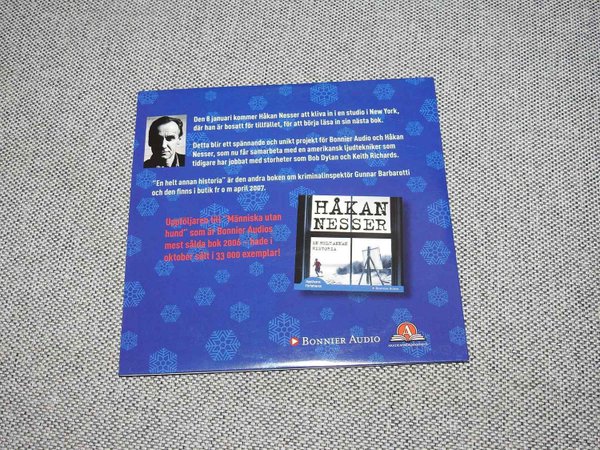 Den 8 januari kommer Håkan Nesser att kliva in i en studio i New York,
där han är bosatt för tillfället, för att börja läsa in sin nästa bok.
Detta blir ett spännande och unikt projekt för Bonnier Audio och Håkan
Nesser, som nu får samarbeta med en amerikansk ljudtekniker som
tidigare har jobbat med storheter som Bob Dylan och Keith Richards.
"En helt annan historia" är den andra boken om kriminalinspektör Gunnar Barbarotti
och den finns i butik fr o m april 2007.
Uppföljaren till "Människa utan
hund" som är Bonnier Audios
mest sålda bok 2006 – hade i
oktober sålt i 33 000 exemplar!
HÅKAN
NESSER
EN HELT ANNAN
HISTORIA
BONNIER AUDIO
BONNIER AUDIO
A